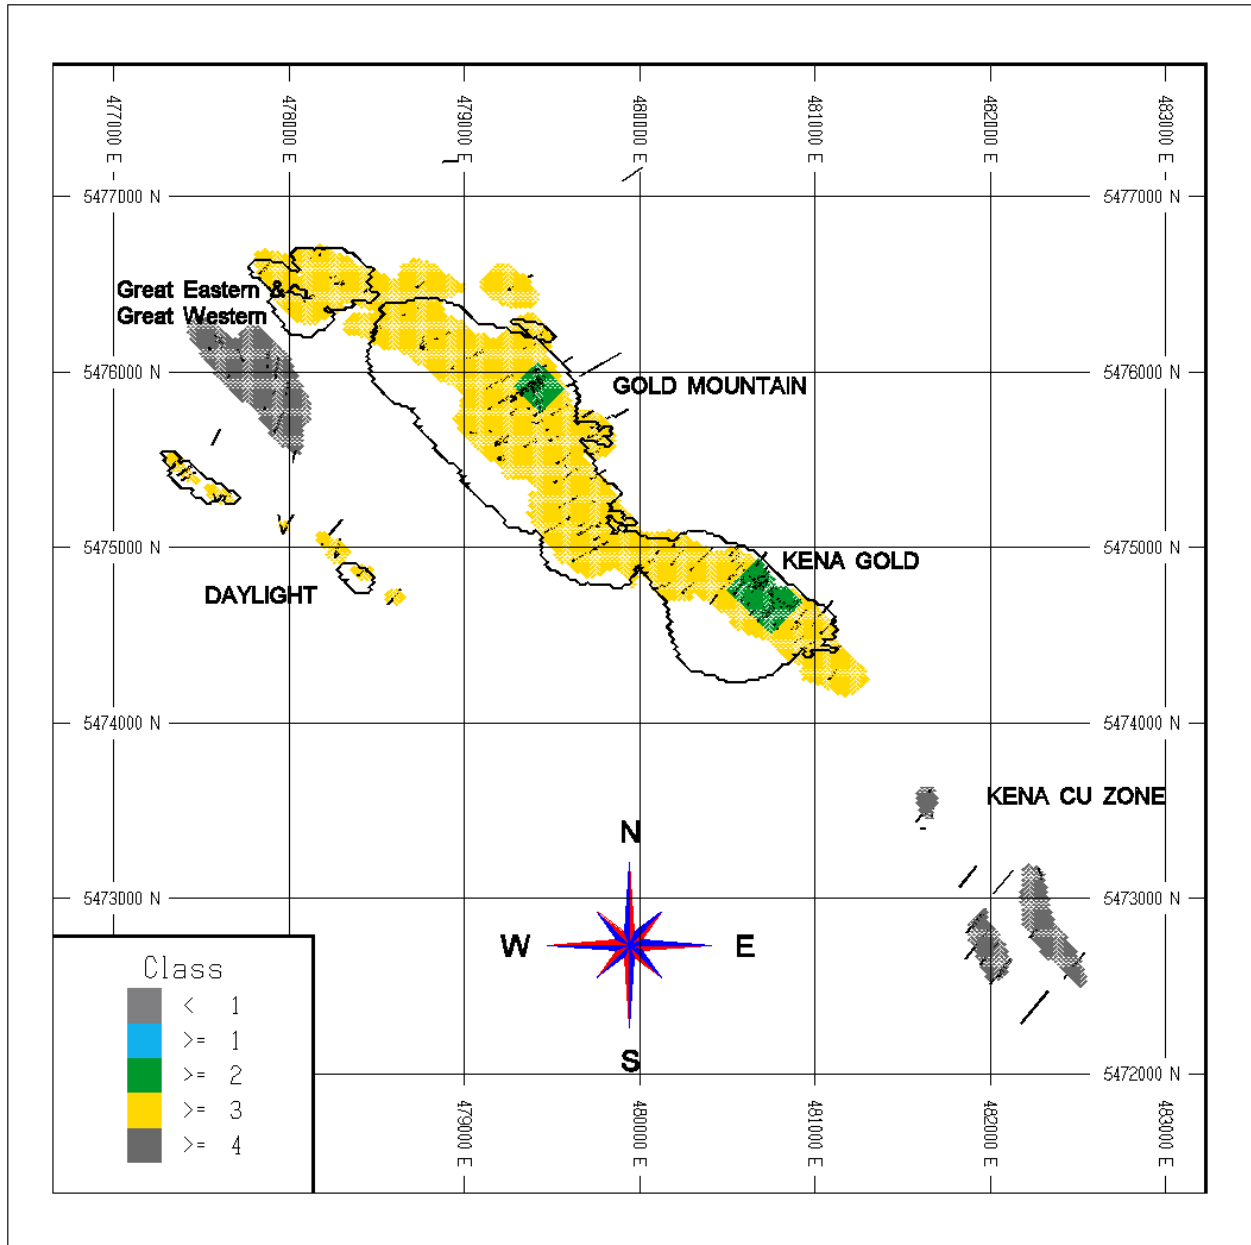 477000 E
478000 E
479000 E
480000 E
481000 E
482000 E
483000 E
5477000 N
5477000 N
Great Eastern &
Great Western
5476000 N
5476000 N
GOLD MOUNTAIN
5475000 N
5475000 N
KENA GOLD
DAYLIGHT
5474000 N
5474000 N
KENA CU ZONE
N
5473000 N
5473000 N
W
E
S
5472000 N
Class
< 1
>= 1
>= 2
>= 3
>= 4
479000 E
480000 E
481000 E
482000 E
483000 E